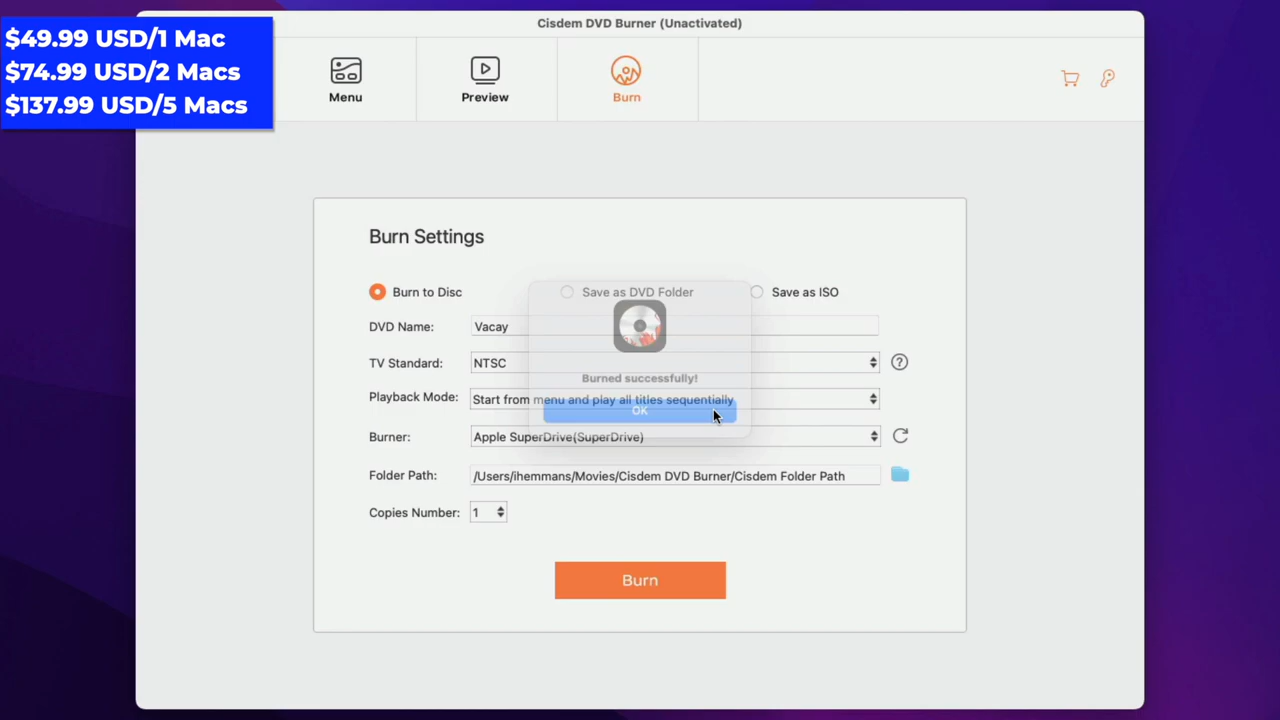 Cisdem DVD Burner (Unactivated)
$49.99 USD/1 Mac
$74.99 USD/2 Macs
$137.99 USD/5 Macs
Menu
Preview
Burn
Burn Settings
Burn to Disc
Save as DVD Folder
Save as ISO
DVD Name:
Vacay
TV Standard:
NTSC
?
Burned successfully!
Playback Mode:
Start from menu and play all titles sequentially
OK
Burner:
Apple SuperDrive(SuperDrive)
Folder Path:
/Users/ihemmans/Movies/Cisdem DVD Burner/Cisdem Folder Path
Copies Number:
1
Burn